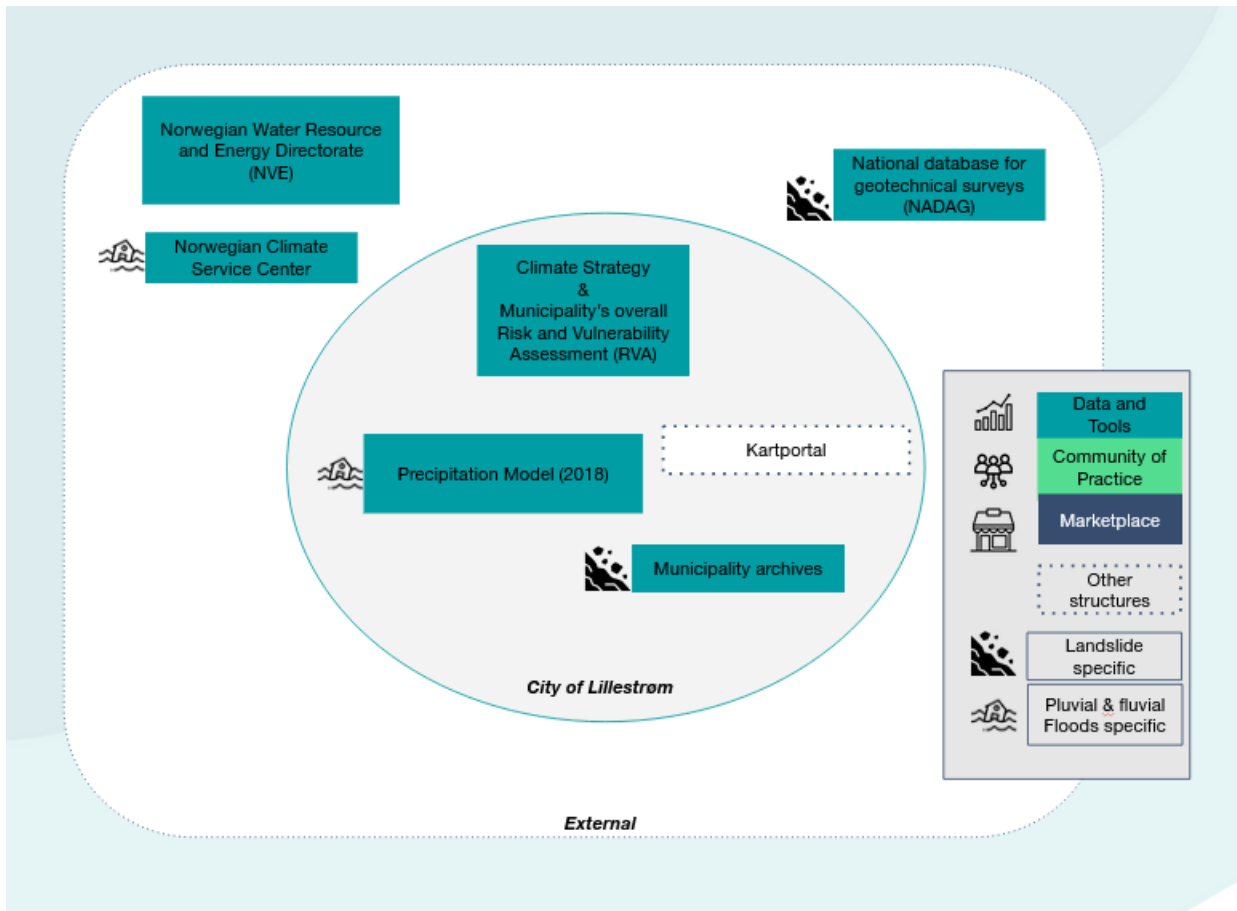 Norwegian Water Resource
and Energy Directorate
(NVE)
National database for
geotechnical surveys
(NADAG)
Norwegian Climate
Service Center
Climate Strategy
&
Municipality's overall
Risk and Vulnerability
Assessment (RVA)
Kartportal
Precipitation Model (2018)
Municipality archives
City of Lillestrøm
External
Data and
Tools
Community of
Practice
Marketplace
Other
structures
Landslide
specific
Pluvial & fluvial
Floods specific